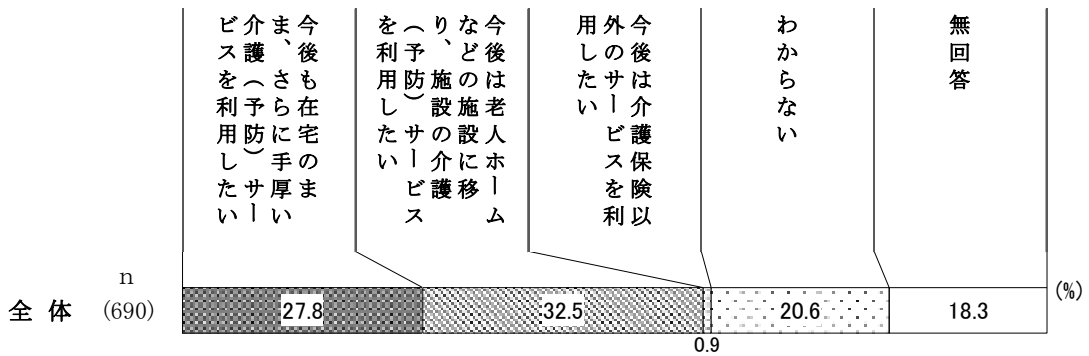 今後も在宅のま
ま、さらに手厚い
介護（予防）サー
ビスを利用したい
今後は老人ホーム
などの施設に移
り、施設の介護
（予防）サービス
を利用したい
今後は介護保険以
外のサービスを利
用したい
わからない
無回答
n
全体 (690) 27.8 32.5 0.9 20.6 18.3 (%)